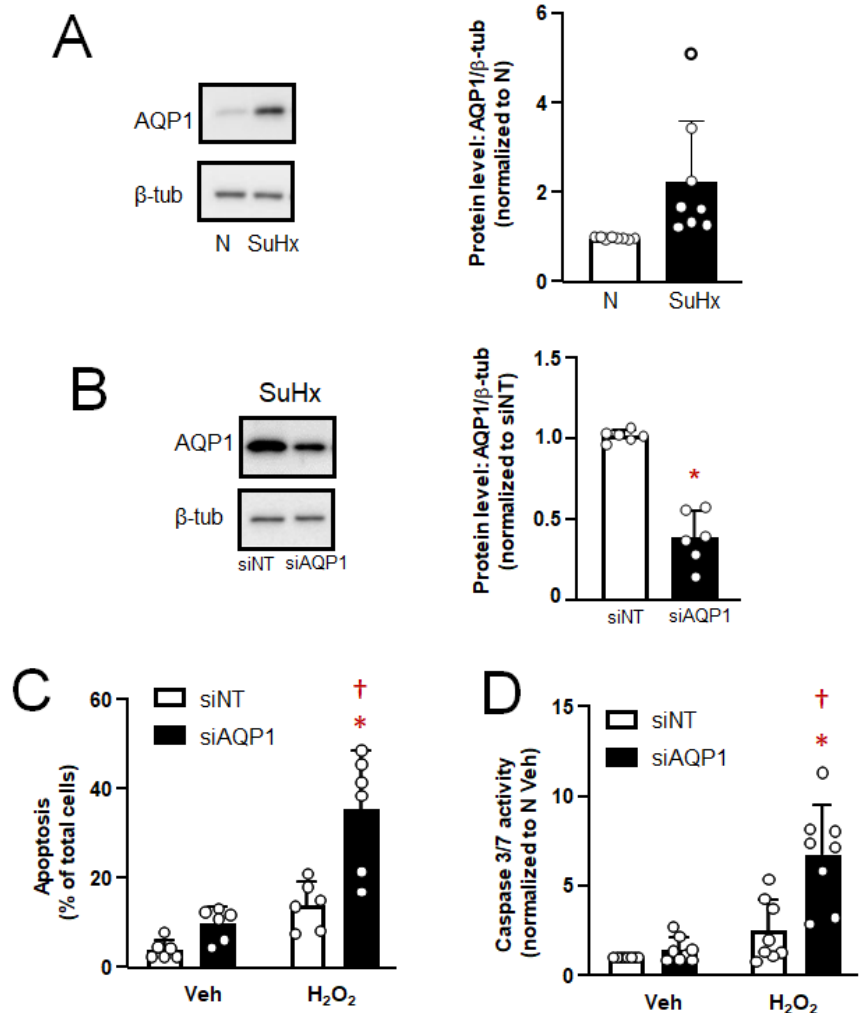 A
AQP1
β-tub
N SuHx
Protein level: AQP1/β-tub
(normalized to N)
6
4
2
0
N SuHx
B
SuHx
AQP1
β-tub
siNT siAQP1
Protein level: AQP1/β-tub
(normalized to siNT)
1.5
1.0
0.5
0
*
siNT siAQP1
C
Apoptosis
(% of total cells)
60
40
20
0
siNT
siAQP1
†
*
Veh H₂O₂
D
Caspase 3/7 activity
(normalized to N Veh)
15
10
5
0
siNT
siAQP1
†
*
Veh H₂O₂